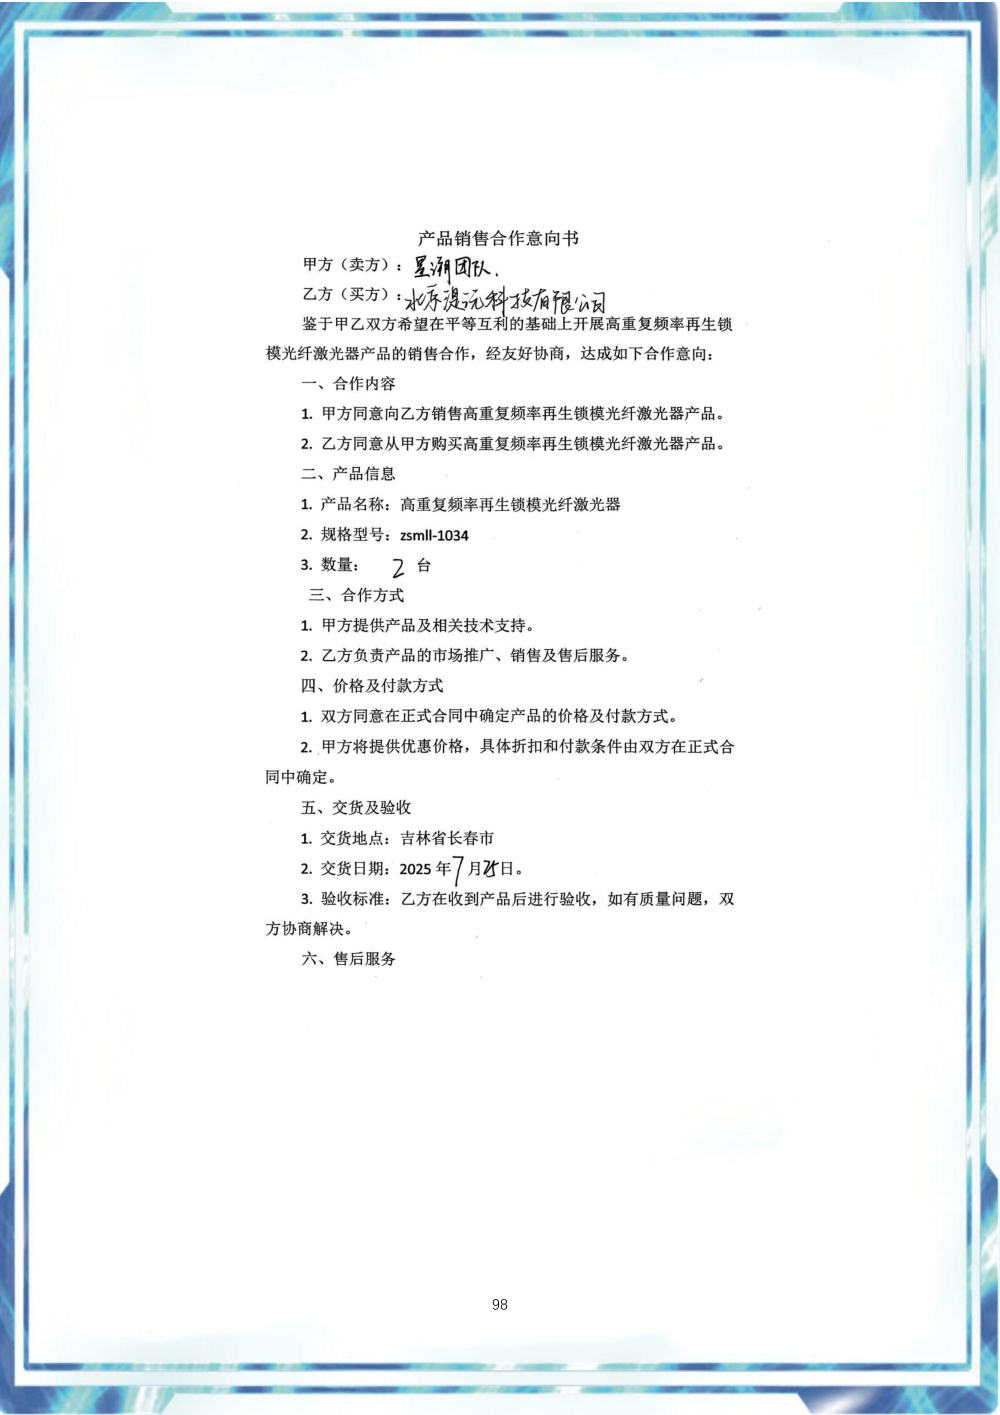 产品销售合作意向书
甲方（卖方）：星潮团队.
乙方（买方）：北京 科技有限公司
鉴于甲乙双方希望在平等互利的基础上开展高重复频率再生锁
模光纤激光器产品的销售合作，经友好协商，达成如下合作意向：
一、合作内容
1. 甲方同意向乙方销售高重复频率再生锁模光纤激光器产品。
2. 乙方同意从甲方购买高重复频率再生锁模光纤激光器产品。
二、产品信息
1. 产品名称：高重复频率再生锁模光纤激光器
2. 规格型号：zsmll-1034
3. 数量： 2 台
三、合作方式
1. 甲方提供产品及相关技术支持。
2. 乙方负责产品的市场推广、销售及售后服务。
四、价格及付款方式
1. 双方同意在正式合同中确定产品的价格及付款方式。
2. 甲方将提供优惠价格，具体折扣和付款条件由双方在正式合
同中确定。
五、交货及验收
1. 交货地点：吉林省长春市
2. 交货日期：2025 年7月25日。
3. 验收标准：乙方在收到产品后进行验收，如有质量问题，双
方协商解决。
六、售后服务
98